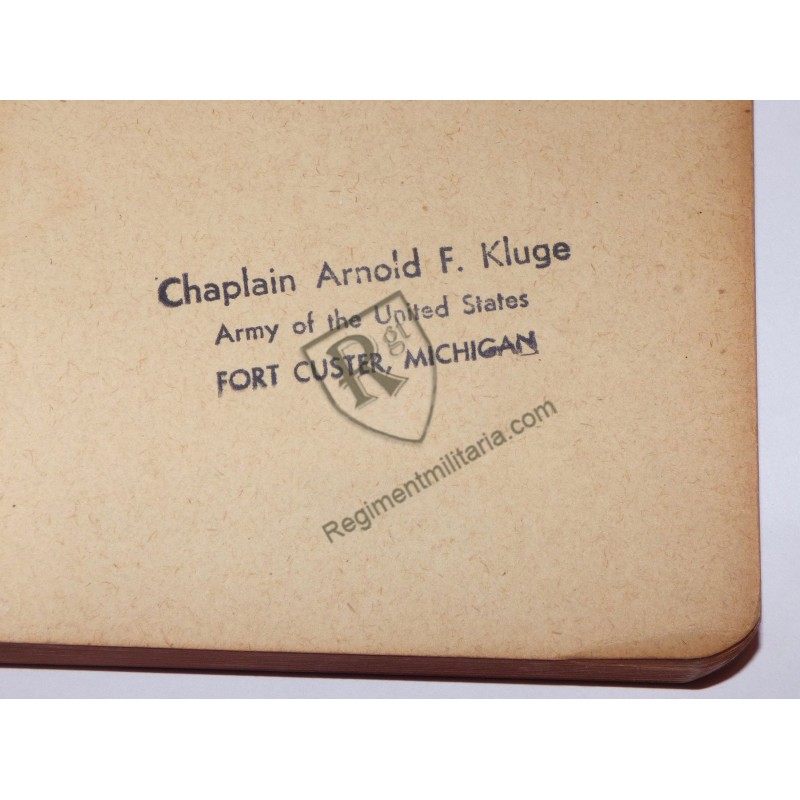 Chaplain Arnold F. Kluge
Army of the United States
FORT CUSTER, MICHIGAN
Rgt
Regimentmilitaria.com